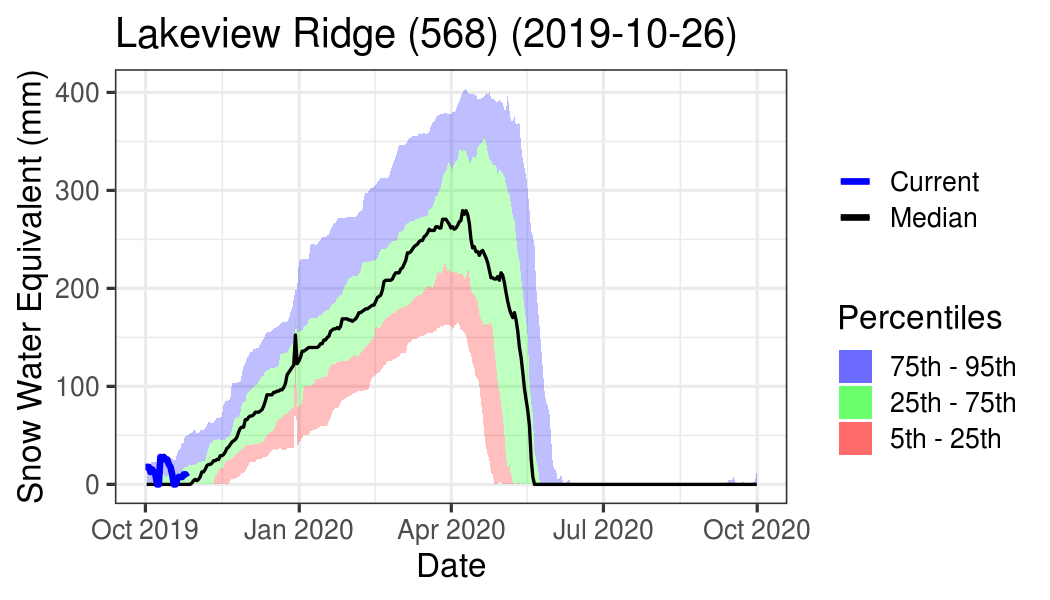 Lakeview Ridge (568) (2019-10-26)
Snow Water Equivalent (mm)
400
300
200
100
0
Oct 2019
Jan 2020
Apr 2020
Jul 2020
Oct 2020
Date
Current
Median
Percentiles
75th - 95th
25th - 75th
5th - 25th